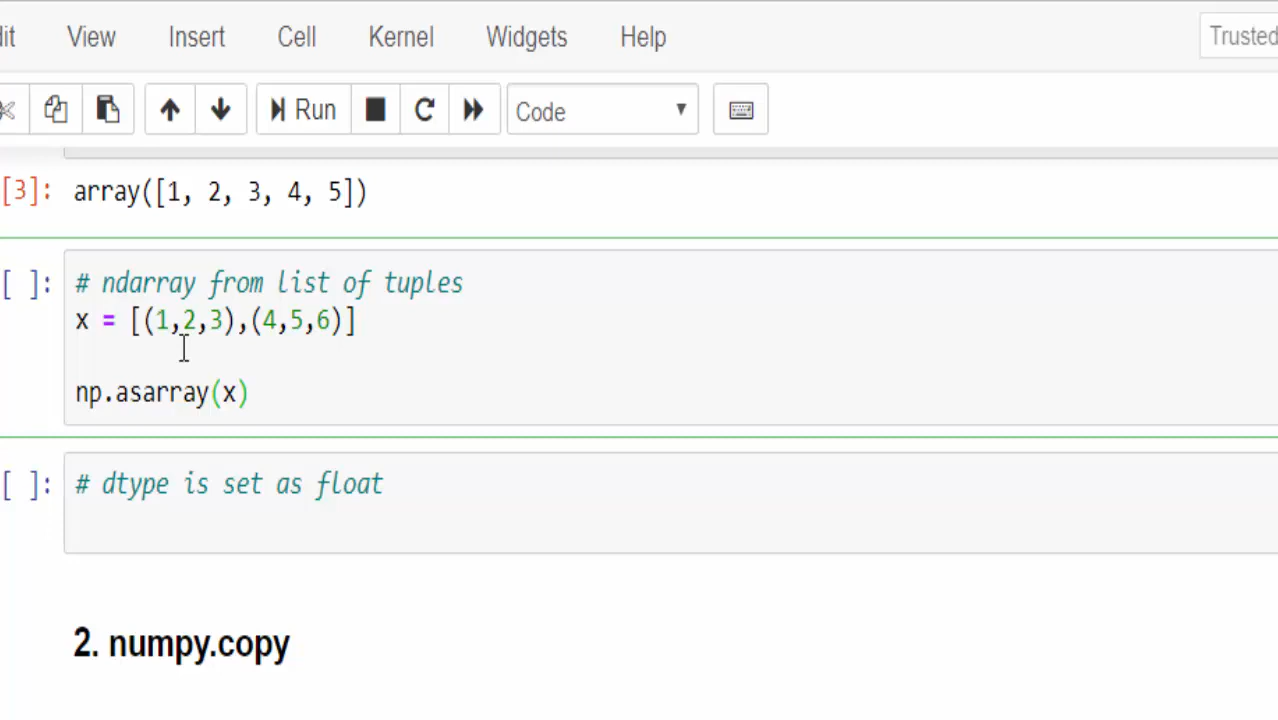 it View Insert Cell Kernel Widgets Help Trusted
Run Code
[3]: array([1, 2, 3, 4, 5])
[ ]: # ndarray from list of tuples
x = [(1,2,3),(4,5,6)]
np.asarray(x)
[ ]: # dtype is set as float
2. numpy.copy